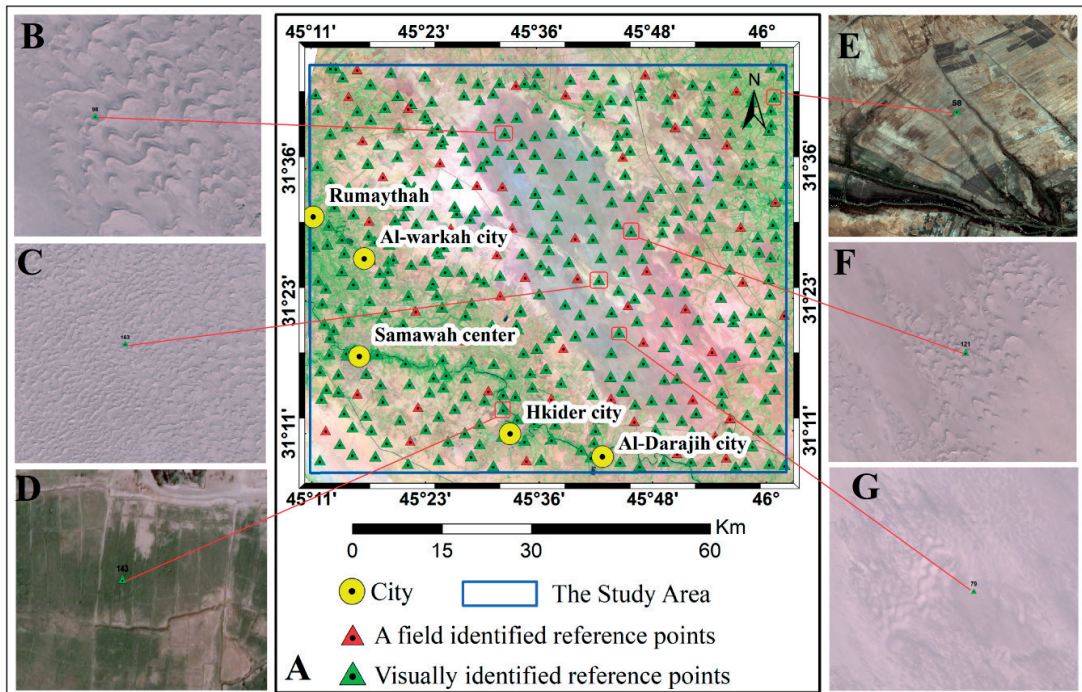 B
98
C
163
D
143
45°11'
45°23'
45°36'
45°48'
46°
31°36'
31°23'
31°11'
31°36'
31°23'
31°11'
N
Rumaythah
Al-warkah city
Samawah center
Hkider city
Al-Darajih city
45°11'
45°23'
45°36'
45°48'
46°
Km
0 15 30 60
City
The Study Area
A field identified reference points
Visually identified reference points
A
E
58
F
121
G
79